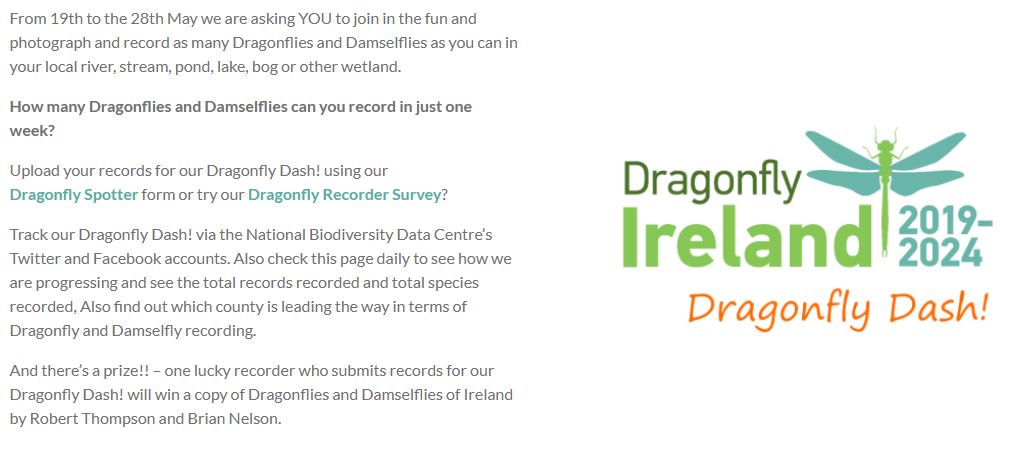 From 19th to the 28th May we are asking YOU to join in the fun and
photograph and record as many Dragonflies and Damselflies as you can in
your local river, stream, pond, lake, bog or other wetland.
How many Dragonflies and Damselflies can you record in just one
week?
Upload your records for our Dragonfly Dash! using our
Dragonfly Spotter form or try our Dragonfly Recorder Survey?
Track our Dragonfly Dash! via the National Biodiversity Data Centre’s
Twitter and Facebook accounts. Also check this page daily to see how we
are progressing and see the total records recorded and total species
recorded, Also find out which county is leading the way in terms of
Dragonfly and Damselfly recording.
And there’s a prize!! – one lucky recorder who submits records for our
Dragonfly Dash! will win a copy of Dragonflies and Damselflies of Ireland
by Robert Thompson and Brian Nelson.
Dragonfly
Ireland
2019-
2024
Dragonfly Dash!